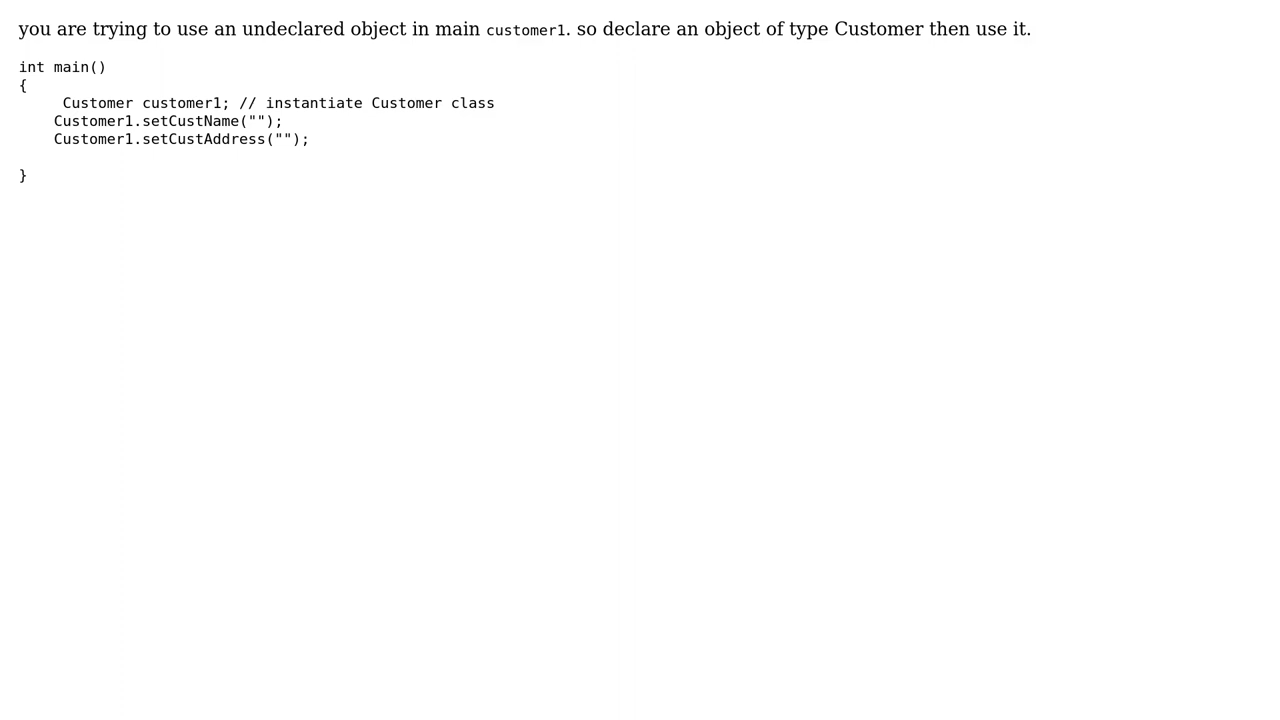 you are trying to use an undeclared object in main customer1. so declare an object of type Customer then use it.
int main()
{
     Customer customer1; // instantiate Customer class
    Customer1.setCustName("");
    Customer1.setCustAddress("");

}